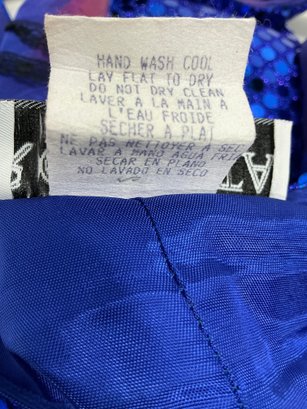 HAND WASH COOL
LAY FLAT TO DRY
DO NOT DRY CLEAN
LAVER A LA MAIN A
L'EAU FROIDE
SECHER A PLAT
NE PAS NETTOYER A SEC
LAVAR A MANO AGUA FRIA
SECAR EN PLANO
NO LAVADO EN SECO